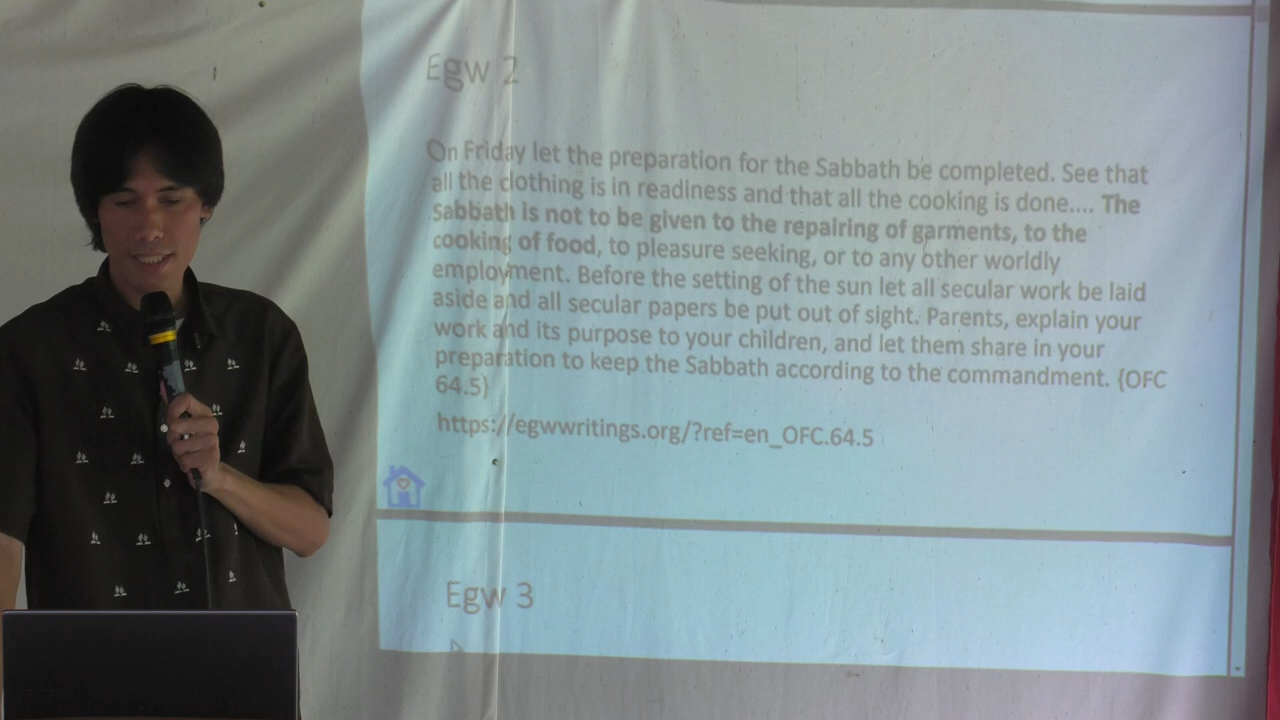 Egw 2
On Friday let the preparation for the Sabbath be completed. See that
all the clothing is in readiness and that all the cooking is done.... The
Sabbath is not to be given to the repairing of garments, to the
cooking of food, to pleasure seeking, or to any other worldly
employment. Before the setting of the sun let all secular work be laid
aside and all secular papers be put out of sight. Parents, explain your
work and its purpose to your children, and let them share in your
preparation to keep the Sabbath according to the commandment. {OFC
64.5}
https://egwwritings.org/?ref=en_OFC.64.5
Egw 3